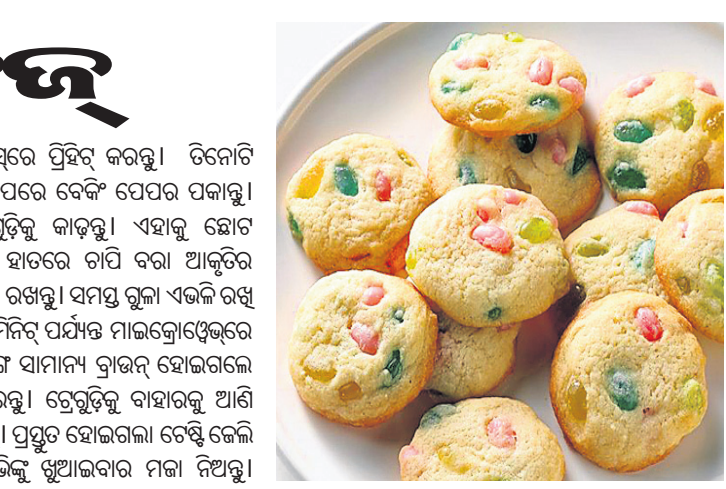 ପ୍ରିହିଟ୍ କରନ୍ତୁ। ତିନୋଟି
ବେକିଂ ପେପର ପକାନ୍ତୁ।
କାଢ଼ନ୍ତୁ। ଏହାକୁ ଛୋଟ
ହାତରେ ଚାପି ବରା ଆକୃତିର
ରଖନ୍ତୁ। ସମସ୍ତ ଗୁଳା ଏଭଳି ରଖି
ମିନିଟ୍ ପର୍ଯ୍ୟନ୍ତ ମାଇକ୍ରୋୱେଭ୍‌ରେ
ସାମାନ୍ୟ ବ୍ରାଉନ୍ ହୋଇଗଲେ
ଟ୍ରେଗୁଡ଼ିକୁ ବାହାରକୁ ଆଣି
। ପ୍ରସ୍ତୁତ ହୋଇଗଲା ଟେଷ୍ଟି ଜେଲି
ଖୁଆଇବାର ମଜା ନିଅନ୍ତୁ।